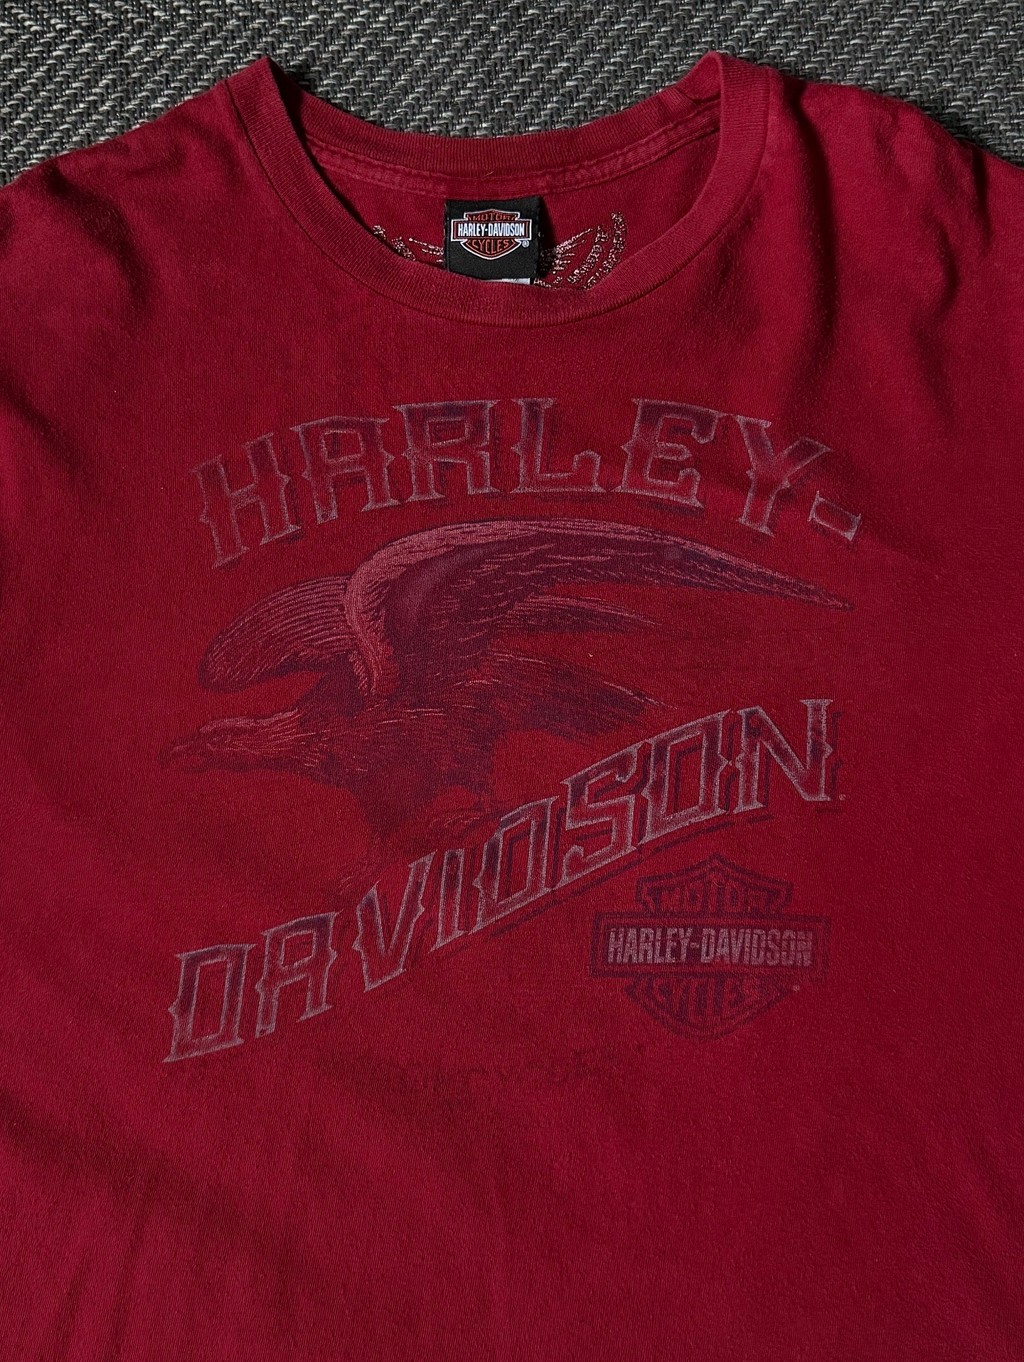 MOTOR
HARLEY-DAVIDSON
CYCLES
®
HARLEY-
DAVIDSON
MOTOR
HARLEY-DAVIDSON
CYCLES